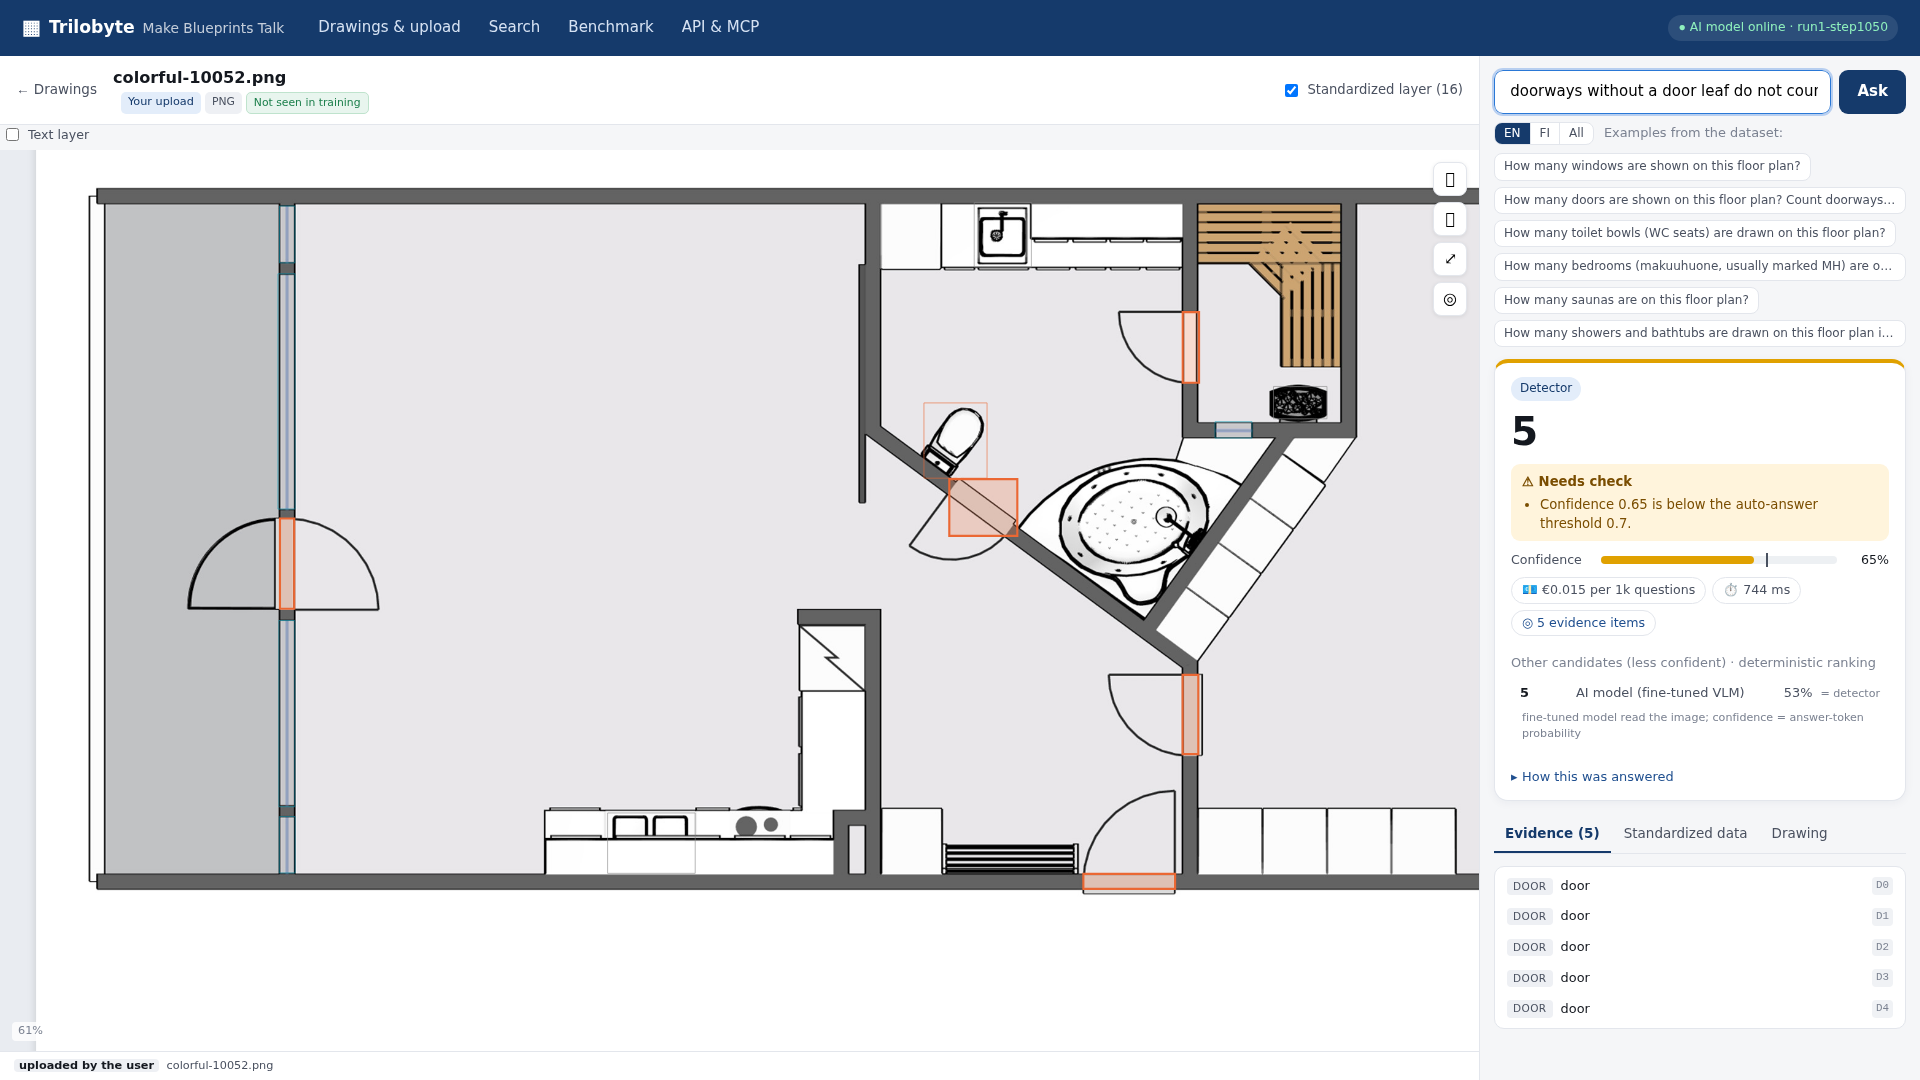 Trilobyte Make Blueprints Talk Drawings & upload Search Benchmark API & MCP ● AI model online · run1-step1050
← Drawings
colorful-10052.png
Your upload PNG Not seen in training
Standardized layer (16)
Text layer
61%
uploaded by the user colorful-10052.png
doorways without a door leaf do not coun
Ask
EN FI All Examples from the dataset:
How many windows are shown on this floor plan?
How many doors are shown on this floor plan? Count doorways...
How many toilet bowls (WC seats) are drawn on this floor plan?
How many bedrooms (makuuhuone, usually marked MH) are o...
How many saunas are on this floor plan?
How many showers and bathtubs are drawn on this floor plan i...
Detector
5
⚠ Needs check
• Confidence 0.65 is below the auto-answer
threshold 0.7.
Confidence 65%
€0.015 per 1k questions 744 ms
◎ 5 evidence items
Other candidates (less confident) · deterministic ranking
5 AI model (fine-tuned VLM) 53% = detector
fine-tuned model read the image; confidence = answer-token
probability
▸ How this was answered
Evidence (5) Standardized data Drawing
DOOR door D0
DOOR door D1
DOOR door D2
DOOR door D3
DOOR door D4